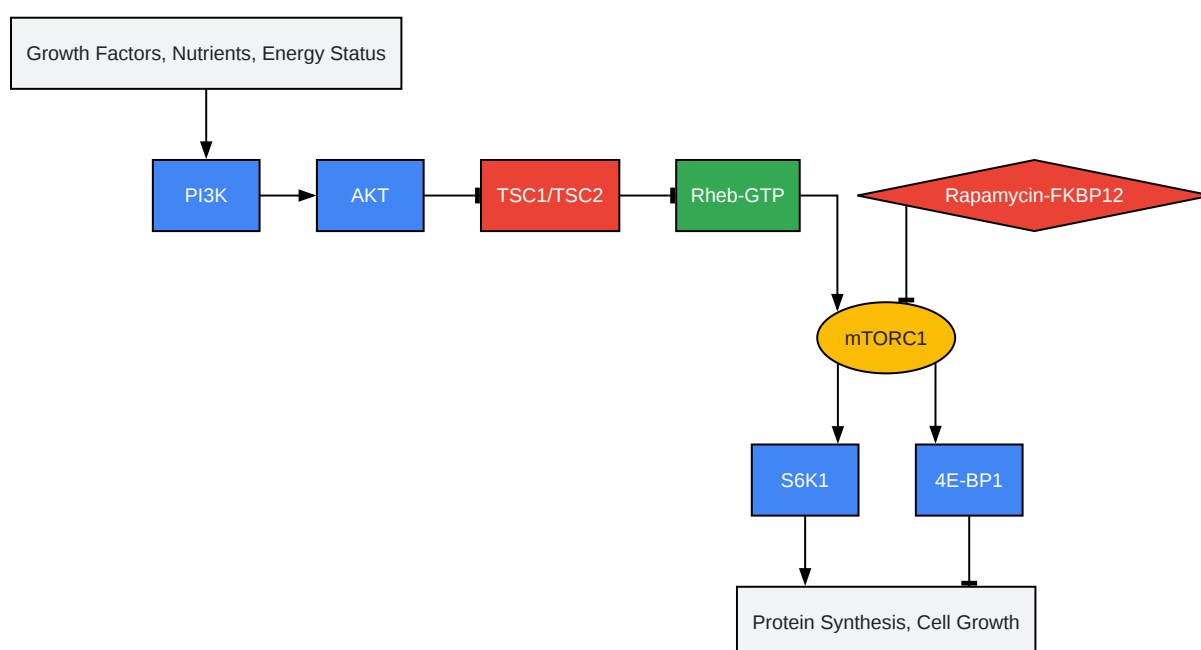 Growth Factors, Nutrients, Energy Status
PI3K
AKT
TSC1/TSC2
Rheb-GTP
Rapamycin-FKBP12
mTORC1
S6K1
4E-BP1
Protein Synthesis, Cell Growth